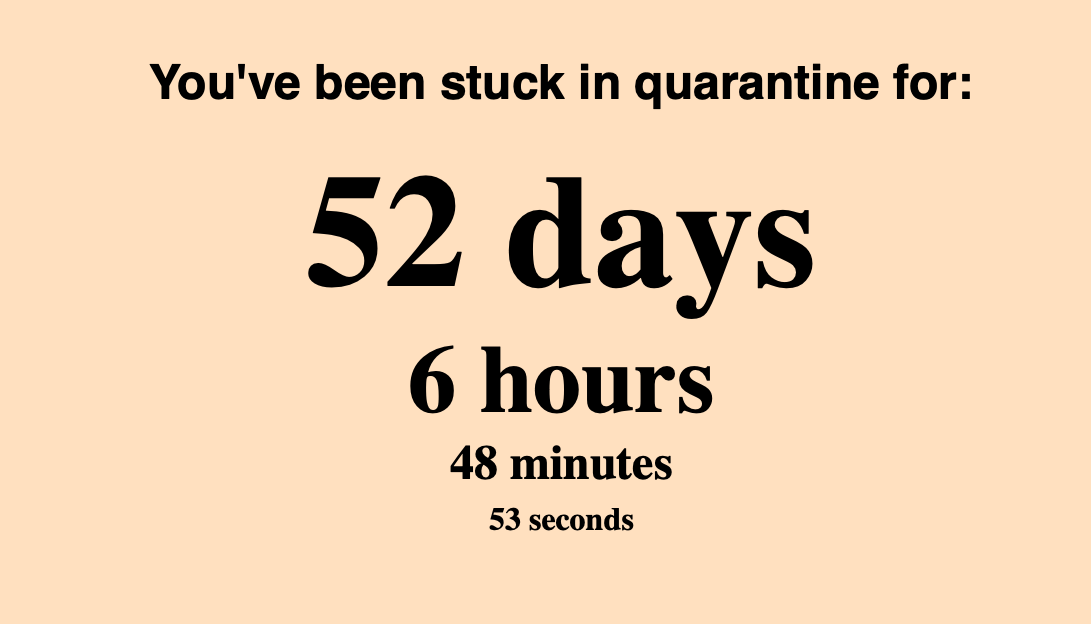 You've been stuck in quarantine for:
52 days
6 hours
48 minutes
53 seconds